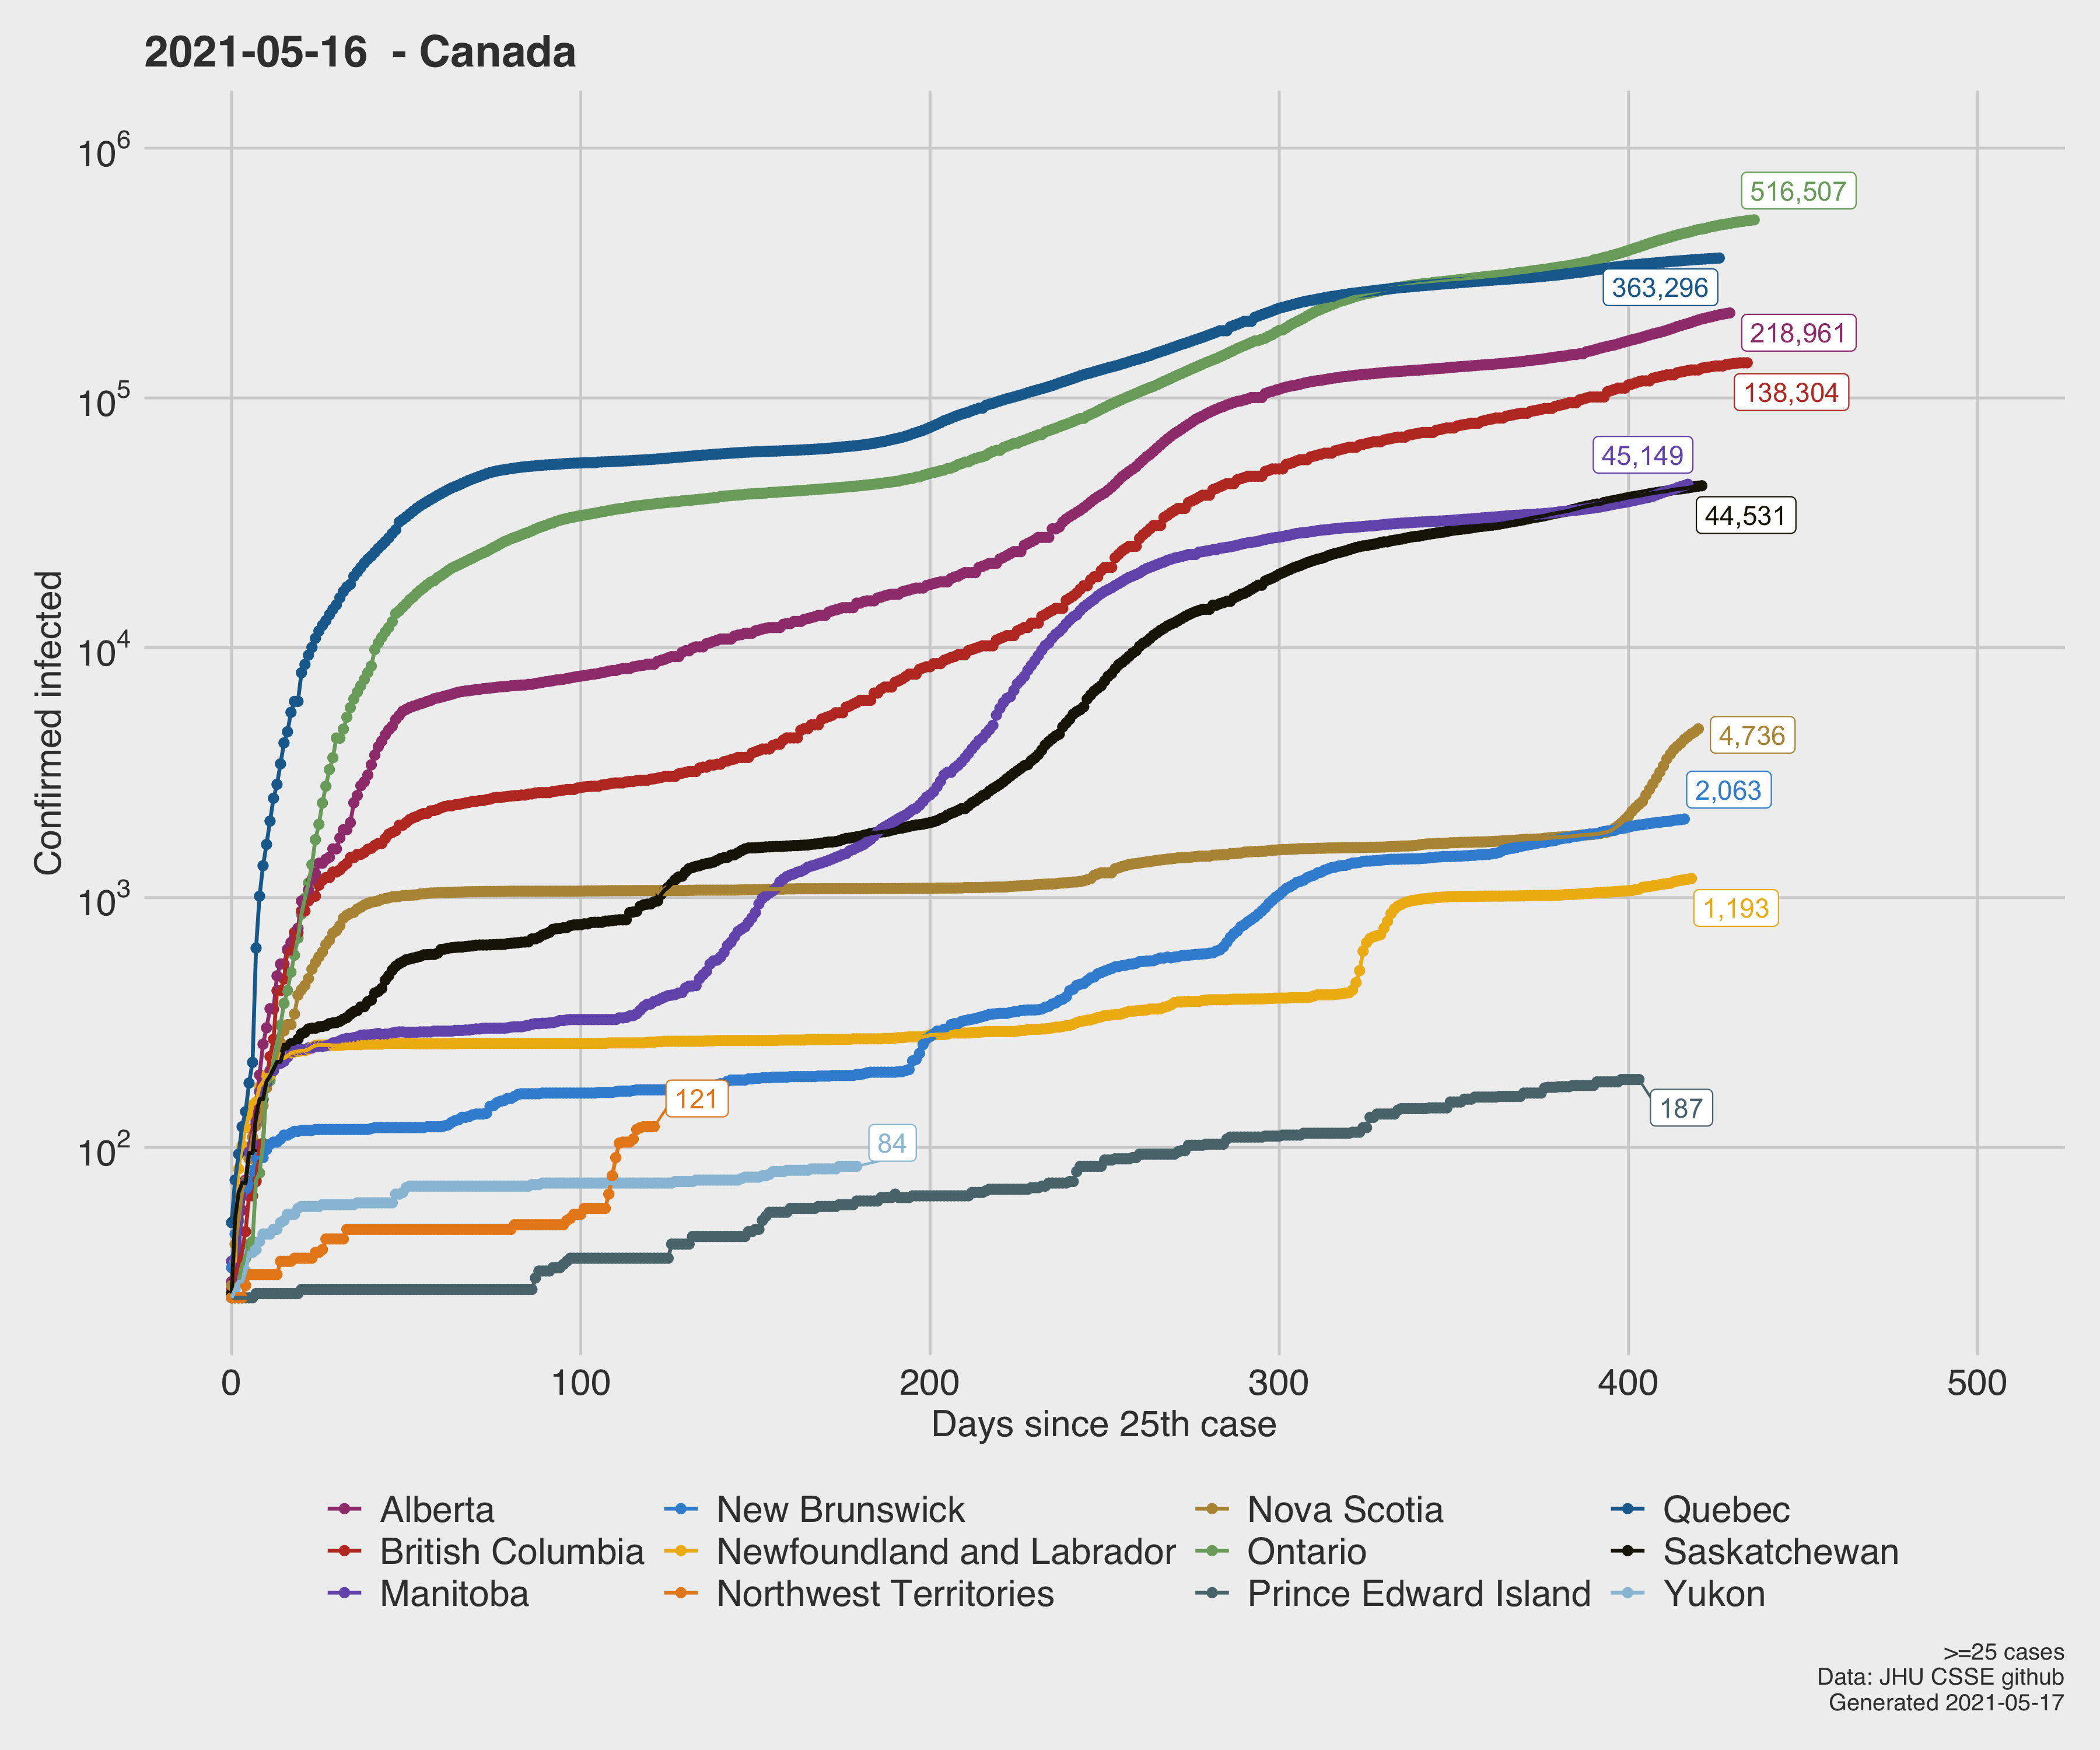 2021-05-16 - Canada
10^6
10^5
10^4
10^3
10^2
Confirmed infected
516,507
363,296
218,961
138,304
45,149
44,531
4,736
2,063
1,193
121
84
187
0 100 200 300 400 500
Days since 25th case
Alberta New Brunswick Nova Scotia Quebec
British Columbia Newfoundland and Labrador Ontario Saskatchewan
Manitoba Northwest Territories Prince Edward Island Yukon
>=25 cases
Data: JHU CSSE github
Generated 2021-05-17